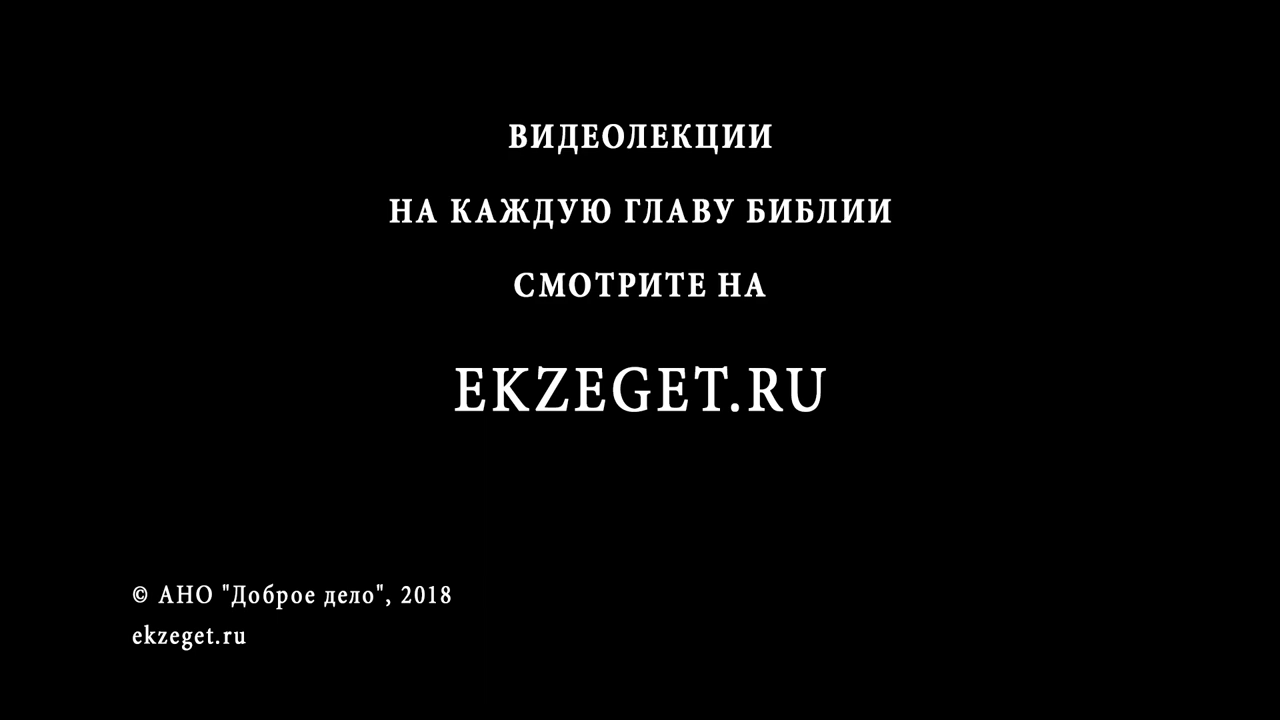 ВИДЕОЛЕКЦИИ
НА КАЖДУЮ ГЛАВУ БИБЛИИ
СМОТРИТЕ НА
EKZEGET.RU
© АНО "Доброе дело", 2018
ekzeget.ru